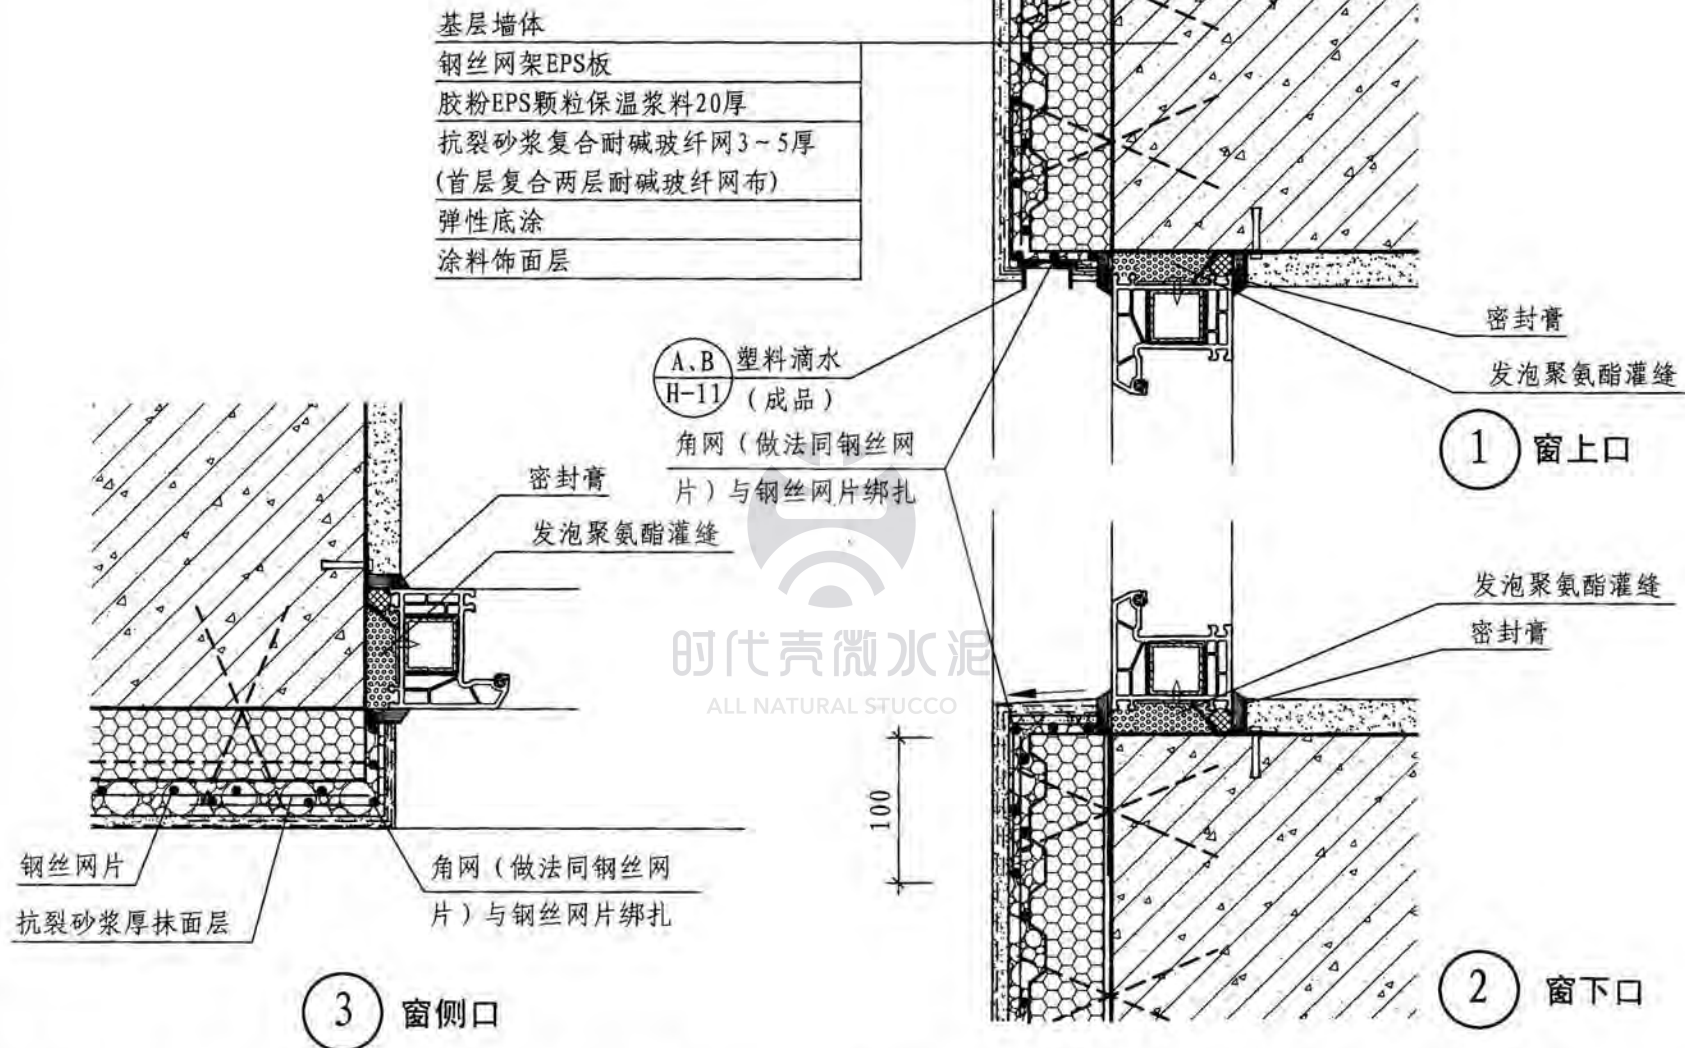 基层墙体
钢丝网架EPS板
胶粉EPS颗粒保温浆料20厚
抗裂砂浆复合耐碱玻纤网3~5厚
(首层复合两层耐碱玻纤网布)
弹性底涂
涂料饰面层
密封膏
发泡聚氨酯灌缝
1 窗上口
A、B 塑料滴水
H-11 (成品)
角网(做法同钢丝网
片)与钢丝网片绑扎
密封膏
发泡聚氨酯灌缝
发泡聚氨酯灌缝
密封膏
时代壳微水泥
ALL NATURAL STUCCO
100
钢丝网片
抗裂砂浆厚抹面层
角网(做法同钢丝网
片)与钢丝网片绑扎
3 窗侧口
2 窗下口